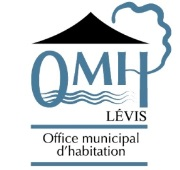 OMH
LÉVIS
Office municipal
d'habitation